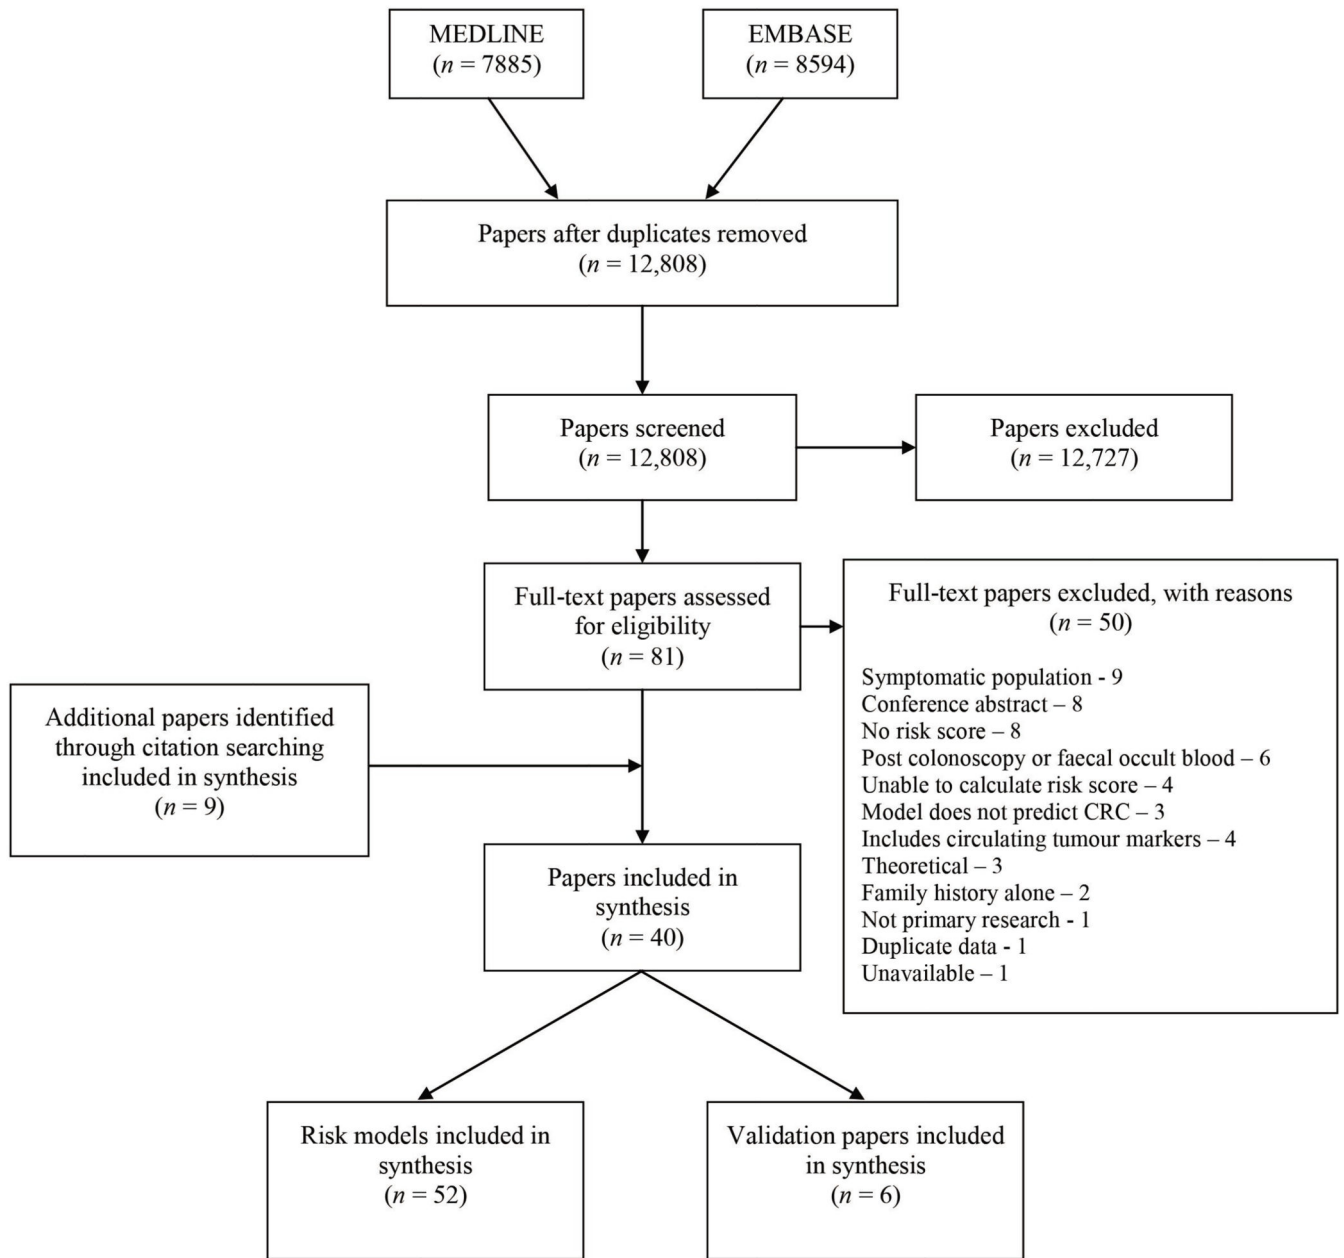 MEDLINE
(n = 7885)
EMBASE
(n = 8594)
Papers after duplicates removed
(n = 12,808)
Papers screened
(n = 12,808)
Papers excluded
(n = 12,727)
Full-text papers assessed
for eligibility
(n = 81)
Full-text papers excluded, with reasons
(n = 50)
Symptomatic population - 9
Conference abstract – 8
No risk score – 8
Post colonoscopy or faecal occult blood – 6
Unable to calculate risk score – 4
Model does not predict CRC – 3
Includes circulating tumour markers – 4
Theoretical – 3
Family history alone – 2
Not primary research - 1
Duplicate data - 1
Unavailable – 1
Additional papers identified
through citation searching
included in synthesis
(n = 9)
Papers included in
synthesis
(n = 40)
Risk models included in
synthesis
(n = 52)
Validation papers included
in synthesis
(n = 6)